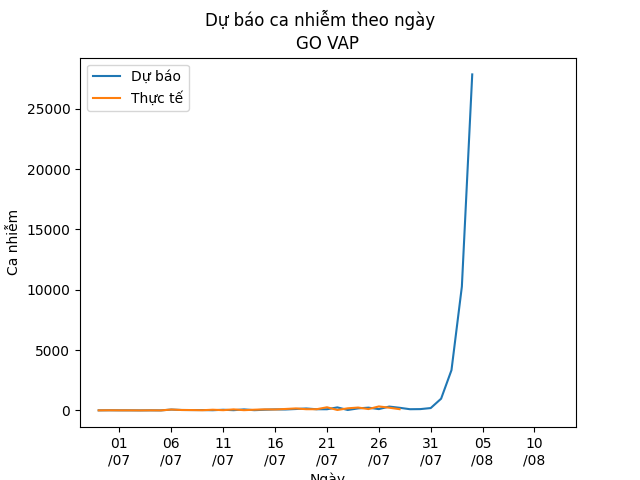 Dự báo ca nhiễm theo ngày
GO VAP
Dự báo
Thực tế
Ca nhiễm
25000
20000
15000
10000
5000
0
01 06 11 16 21 26 31 05 10
/07 /07 /07 /07 /07 /07 /07 /08 /08
Ngày